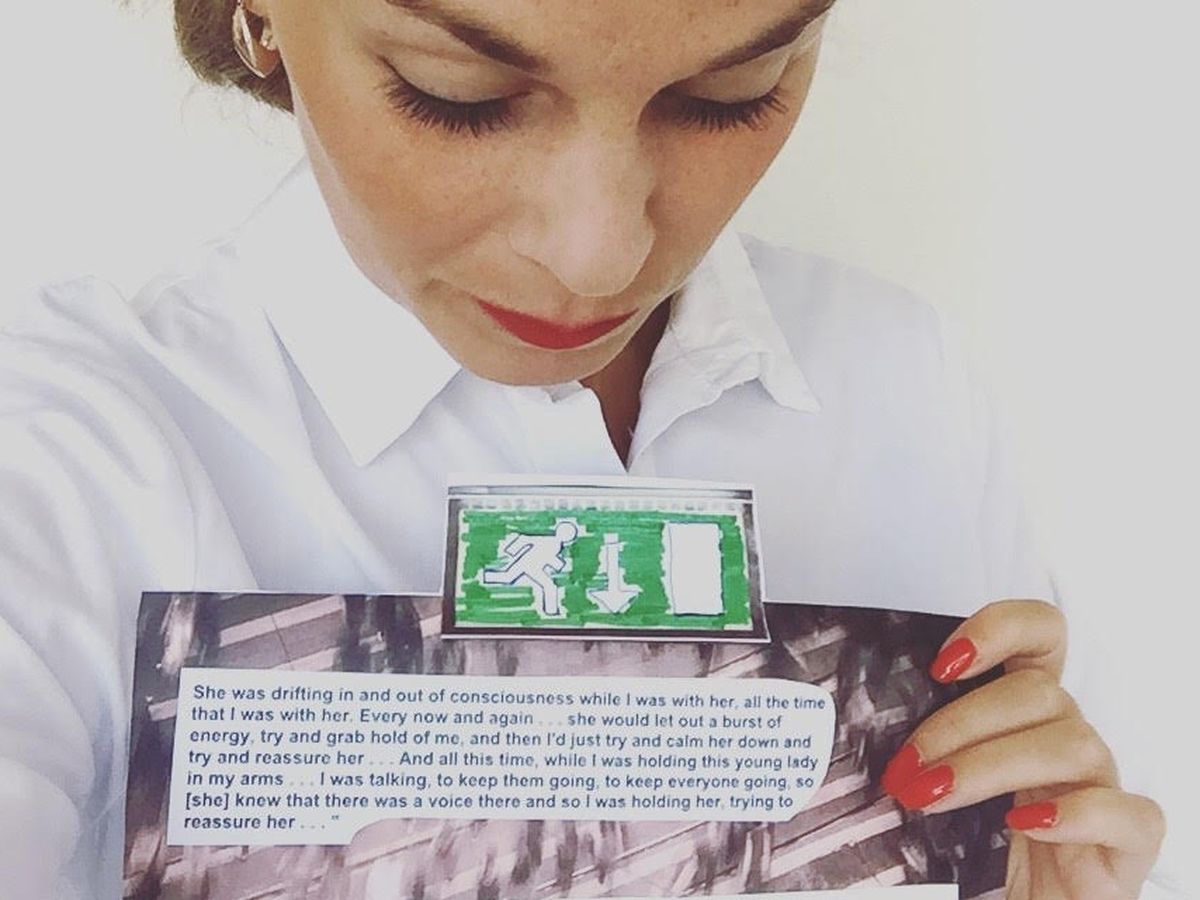 She was drifting in and out of consciousness while I was with her, all the time
that I was with her. Every now and again . . . she would let out a burst of
energy, try and grab hold of me, and then I'd just try and calm her down and
try and reassure her . . . And all this time, while I was holding this young lady
in my arms . . . I was talking, to keep them going, to keep everyone going, so
[she] knew that there was a voice there and so I was holding her, trying to
reassure her . . . "